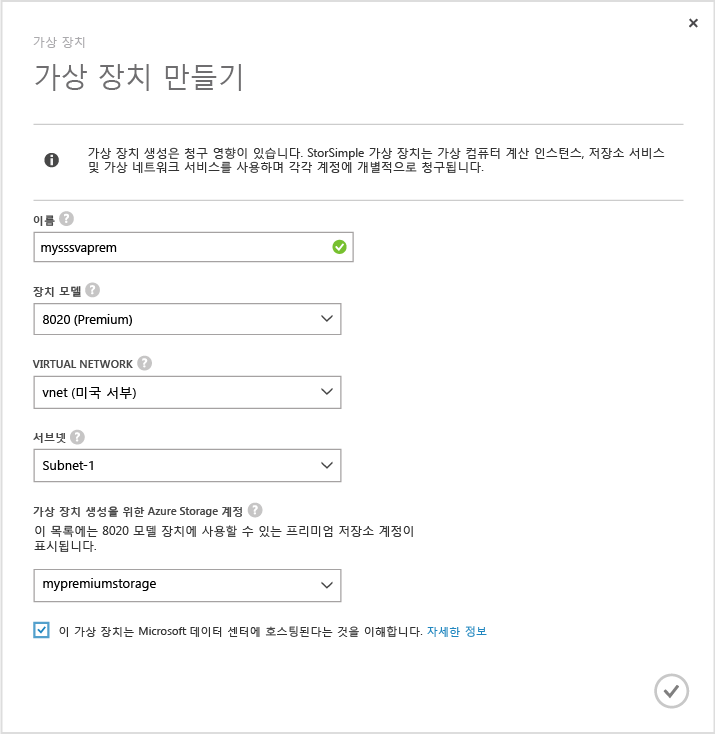 가상 장치
가상 장치 만들기
가상 장치 생성은 청구 영향이 있습니다. StorSimple 가상 장치는 가상 컴퓨터 계산 인스턴스, 저장소 서비스
및 가상 네트워크 서비스를 사용하며 각각 계정에 개별적으로 청구됩니다.
이름
mysssvaprem
장치 모델
8020 (Premium)
VIRTUAL NETWORK
vnet (미국 서부)
서브넷
Subnet-1
가상 장치 생성을 위한 Azure Storage 계정
이 목록에는 8020 모델 장치에 사용할 수 있는 프리미엄 저장소 계정이
표시됩니다.
mypremiumstorage
이 가상 장치는 Microsoft 데이터 센터에 호스팅된다는 것을 이해합니다. 자세한 정보